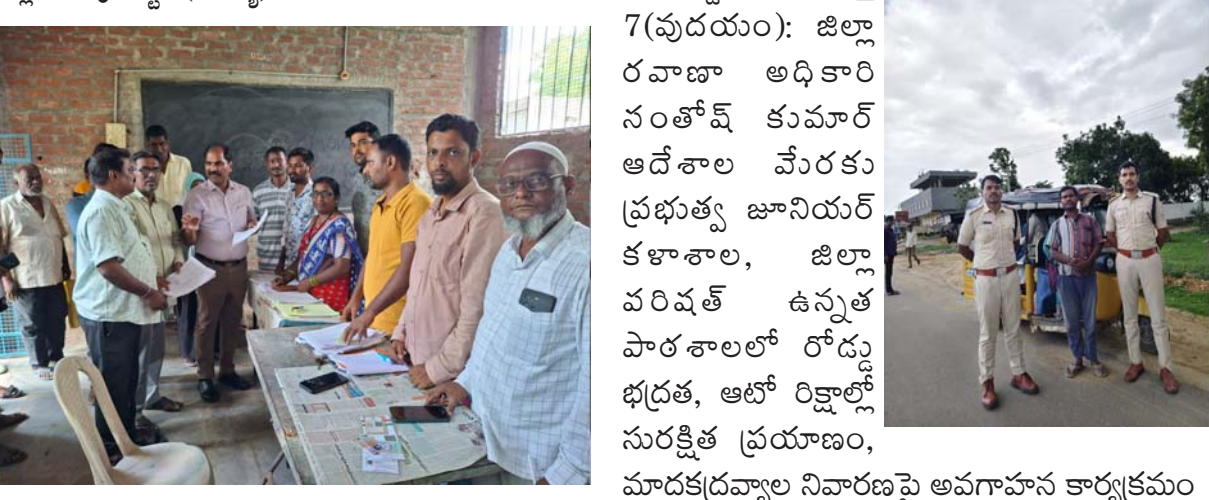 7(వుదయం): జిల్లా
రవాణా అధికారి
నంతోష్ కుమార్
ఆదేశాల మేరకు
ప్రభుత్వ జూనియర్
కళాశాల, జిల్లా
వరిషత్ ఉన్నత
పాఠశాలలో రోడ్డు
భద్రత, ఆటో రిక్షాల్లో
సురక్షిత ప్రయాణం,
మాదకద్రవ్యాల నివారణపై అవగాహన కార్యక్రమం